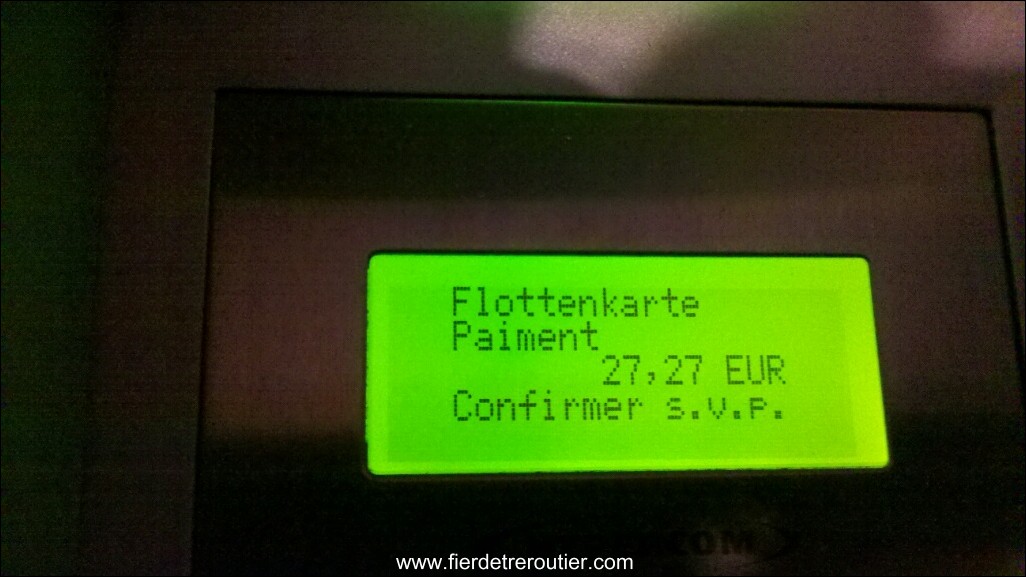 Flottenkarte
Paiment
27,27 EUR
Confirmer s.v.p.
www.fierdetreroutier.com